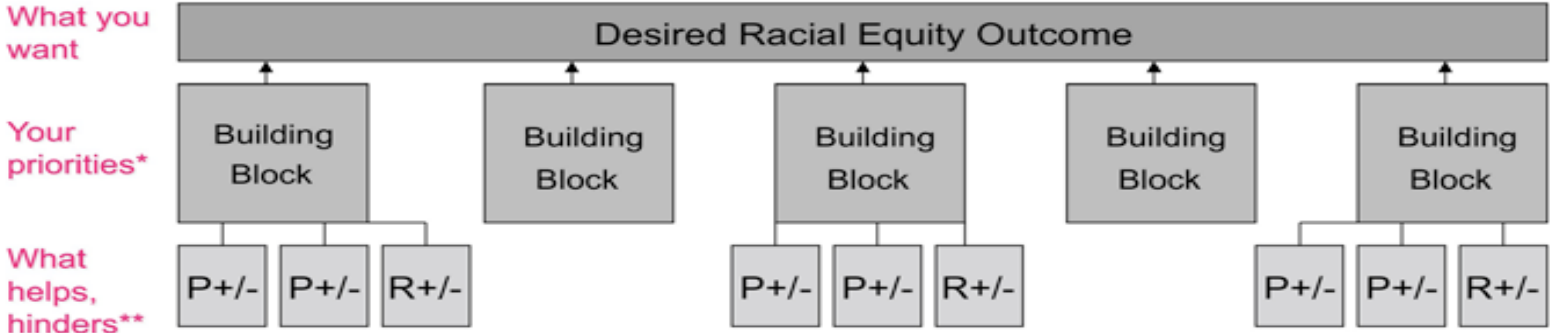 What you
want
Desired Racial Equity Outcome
Your
priorities*
Building
Block
Building
Block
Building
Block
Building
Block
Building
Block
What
helps,
hinders**
P+/- P+/- R+/-
P+/- P+/- R+/-
P+/- P+/- R+/-